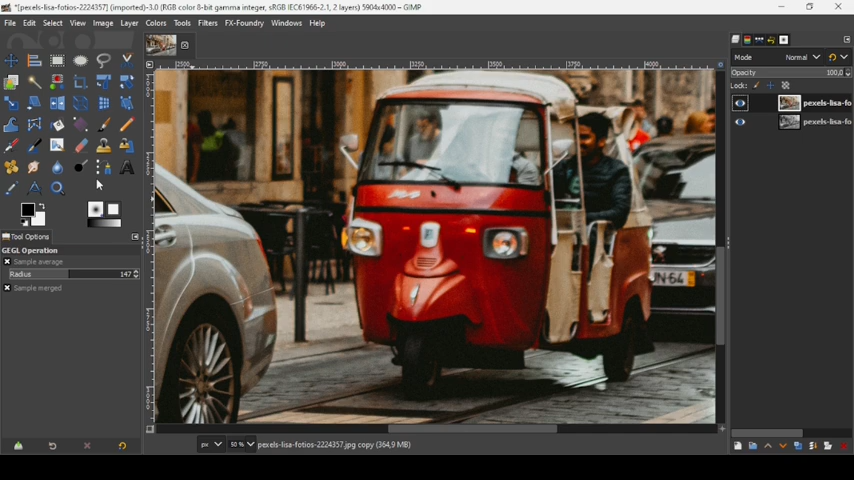 *[pexels-lisa-fotios-2224357] (imported)-3.0 (RGB color 8-bit gamma integer, sRGB IEC61966-2.1, 2 layers) 5904x4000 – GIMP
File Edit Select View Image Layer Colors Tools Filters FX-Foundry Windows Help
Mode Normal
Opacity 100,0
Lock:
pexels-lisa-fo
pexels-lisa-fo
2500 2750 3000 3250 3500 3750 4000
Tool Options
GEGL Operation
Sample average
Radius 147
Sample merged
px 50 % pexels-lisa-fotios-2224357.jpg copy (364,9 MB)